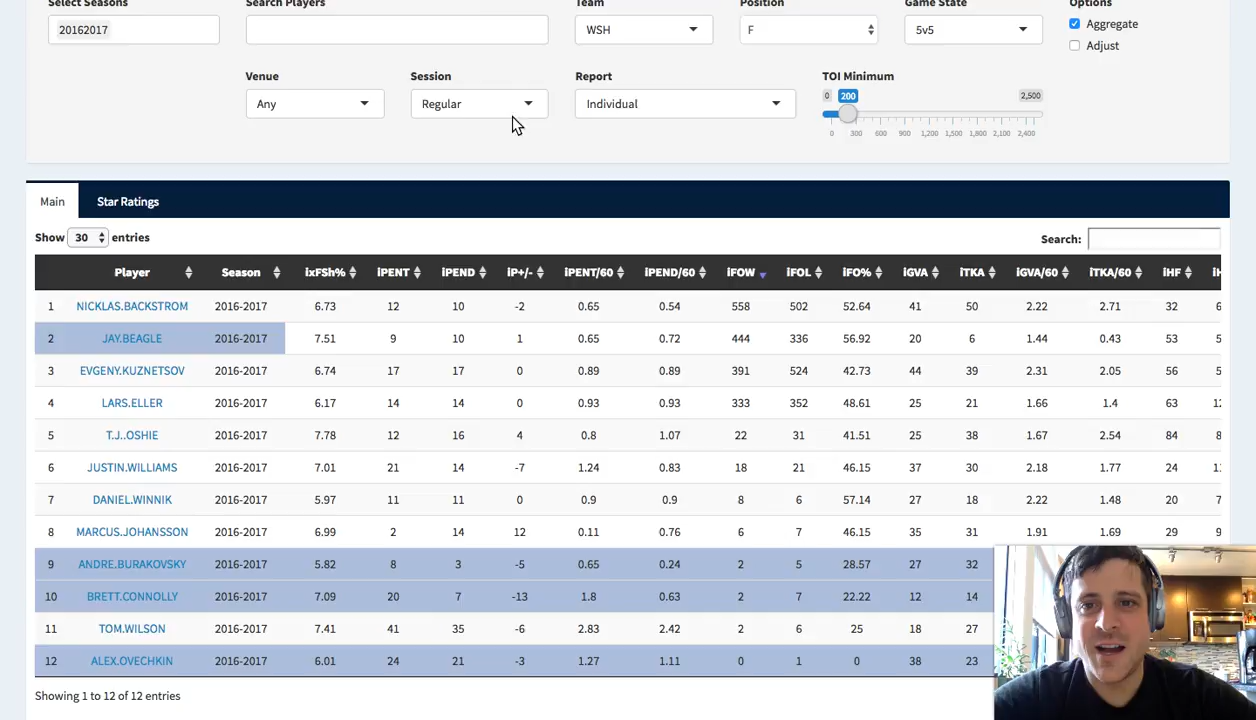 Select Seasons Search Players Team Position Game State Options
20162017 WSH F 5v5 Aggregate
Adjust
Venue Session Report TOI Minimum
Any Regular Individual 0 200 2,500
0 300 600 900 1,200 1,500 1,800 2,100 2,400
Main Star Ratings
Show 30 entries Search:
Player Season ixFSh% iPENT iPEND iP+/- iPENT/60 iPEND/60 iFOW iFOL iFO% iGVA iTKA iGVA/60 iTKA/60 iHF
1 NICKLAS.BACKSTROM 2016-2017 6.73 12 10 -2 0.65 0.54 558 502 52.64 41 50 2.22 2.71 32
2 JAY.BEAGLE 2016-2017 7.51 9 10 1 0.65 0.72 444 336 56.92 20 6 1.44 0.43 53
3 EVGENY.KUZNETSOV 2016-2017 6.74 17 17 0 0.89 0.89 391 524 42.73 44 39 2.31 2.05 56
4 LARS.ELLER 2016-2017 6.17 14 14 0 0.93 0.93 333 352 48.61 25 21 1.66 1.4 63
5 T.J..OSHIE 2016-2017 7.78 12 16 4 0.8 1.07 22 31 41.51 25 38 1.67 2.54 84
6 JUSTIN.WILLIAMS 2016-2017 7.01 21 14 -7 1.24 0.83 18 21 46.15 37 30 2.18 1.77 24
7 DANIEL.WINNIK 2016-2017 5.97 11 11 0 0.9 0.9 8 6 57.14 27 18 2.22 1.48 20
8 MARCUS.JOHANSSON 2016-2017 6.99 2 14 12 0.11 0.76 6 7 46.15 35 31 1.91 1.69 29
9 ANDRE.BURAKOVSKY 2016-2017 5.82 8 3 -5 0.65 0.24 2 5 28.57 27 32
10 BRETT.CONNOLLY 2016-2017 7.09 20 7 -13 1.8 0.63 2 7 22.22 12 14
11 TOM.WILSON 2016-2017 7.41 41 35 -6 2.83 2.42 2 6 25 18 27
12 ALEX.OVECHKIN 2016-2017 6.01 24 21 -3 1.27 1.11 0 1 0 38 23
Showing 1 to 12 of 12 entries